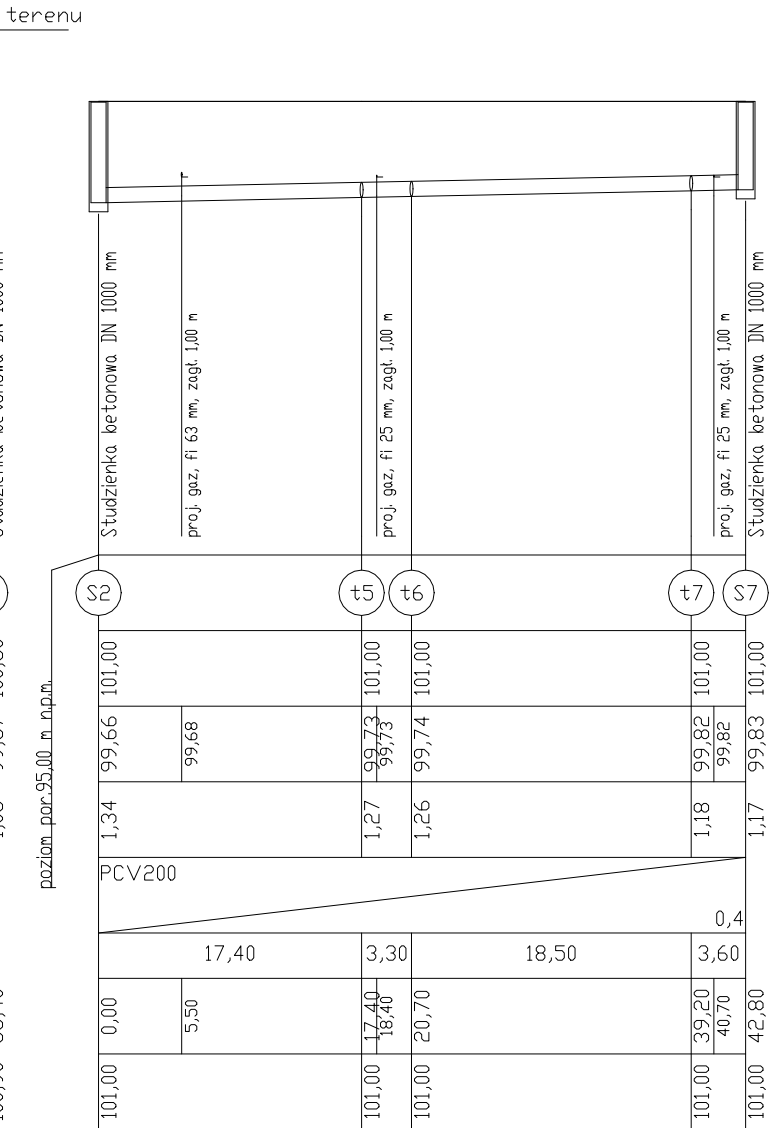 terenu
Studzienka betonowa DN 1000 mm
proj. gaz, fi 63 mm, zagł. 1,00 m
proj. gaz, fi 25 mm, zagł. 1,00 m
proj. gaz, fi 25 mm, zagł. 1,00 m
Studzienka betonowa DN 1000 mm
S2 t5 t6 t7 S7
poziom por.95,00 m n.p.m.
101,00 101,00 101,00 101,00 101,00
99,66 99,68 99,73 99,73 99,74 99,82 99,82 99,83
1,34 1,27 1,26 1,18 1,17
PCV200
0,4
17,40 3,30 18,50 3,60
0,00 5,50 17,40 18,40 20,70 39,20 40,70 42,80
101,00 101,00 101,00 101,00 101,00